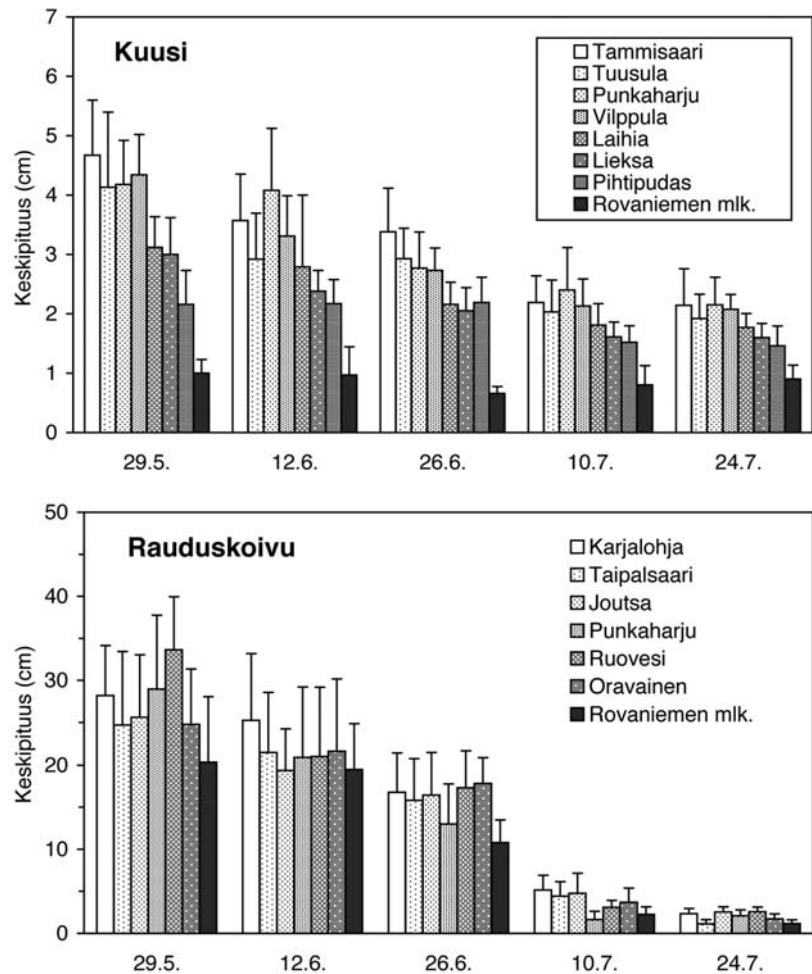 Kuusi
Keskipituus (cm)
7
6
5
4
3
2
1
0
Tammisaari
Tuusula
Punkaharju
Vilppula
Laihia
Lieksa
Pihtipudas
Rovaniemen mlk.
29.5. 12.6. 26.6. 10.7. 24.7.
Rauduskoivu
Keskipituus (cm)
50
40
30
20
10
0
Karjalohja
Taipalsaari
Joutsa
Punkaharju
Ruovesi
Oravainen
Rovaniemen mlk.
29.5. 12.6. 26.6. 10.7. 24.7.